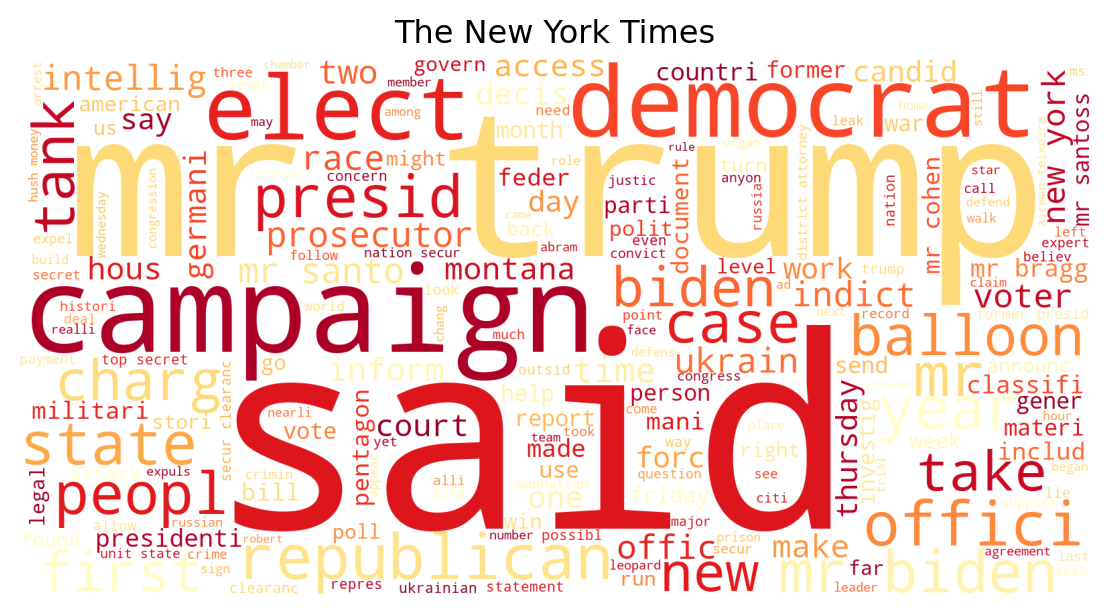 The New York Times
arrest
intellig
three
chamber
two
govern
member
access
countri
former
candid
ms
american
us
say
tank
elect
what
may
among
decis
need
democrat
leak
home
war
still
new york
mr santoss
hush money
mr trump
month
might
race
germani
concern
presid
feder
day
role
rule
organ
turn
justic
anyon
parti
polit
document
russian
district attorney
nation
mr cohen
star
call
defend
walk
left
expert
believ
airmen teixeira
expel
wednesday
congression
build
secret
prosecutor
follow
nation secur
came
back
abram
even
convict
hous
mr santo
montana
look
world
biden
level
ad
work
trump
indict
mr bragg
claim
voter
former presid
histori
deal
realli
campaign
chang
much
point
face
case
next
record
balloon
payment
top secret
charg
go
inform
outsid
time
defens
ukrain
send
mr
announc
classifi
militari
stori
secur clearanc
nearli
vote
pentagon
court
yet
help
report
congress
person
mani
come
thursday
investig
year
gener
hour
materi
state
said
team
took
made
use
forc
way
question
place
right
see
citi
around
week
includ
began
take
legal
attack
expuls
peopl
crimin
bill
alli
manhattan
one
friday
major
trial
support
lie
offici
found
allow
russian
presidenti
unit state
crime
sign
robert
poll
win
number
possibl
republican
offic
prison
secur
make
far
agreement
last
seat
first
clearanc
repres
ukrainian
statement
leopard
run
new
mr biden
leader